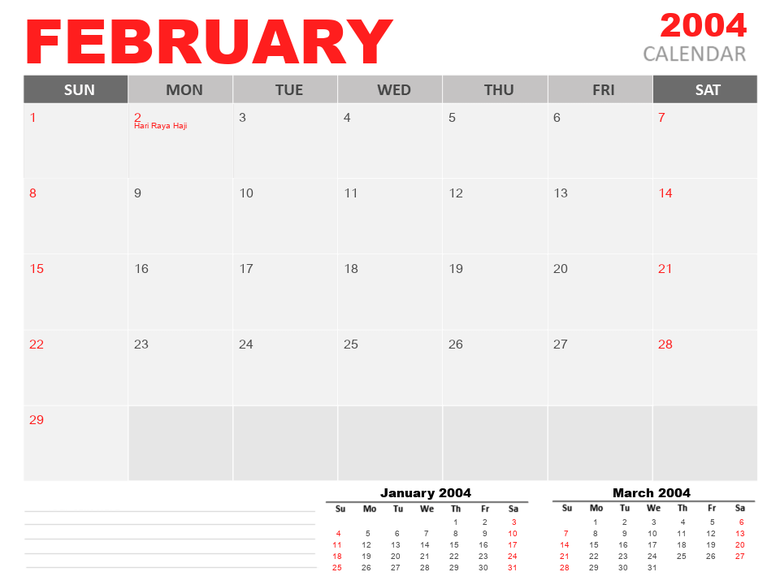 FEBRUARY
2004
CALENDAR
SUN MON TUE WED THU FRI SAT
1 2 3 4 5 6 7
Hari Raya Haji
8 9 10 11 12 13 14
15 16 17 18 19 20 21
22 23 24 25 26 27 28
29
January 2004
Su Mo Tu We Th Fr Sa
1 2 3
4 5 6 7 8 9 10
11 12 13 14 15 16 17
18 19 20 21 22 23 24
25 26 27 28 29 30 31
March 2004
Su Mo Tu We Th Fr Sa
1 2 3 4 5 6
7 8 9 10 11 12 13
14 15 16 17 18 19 20
21 22 23 24 25 26 27
28 29 30 31